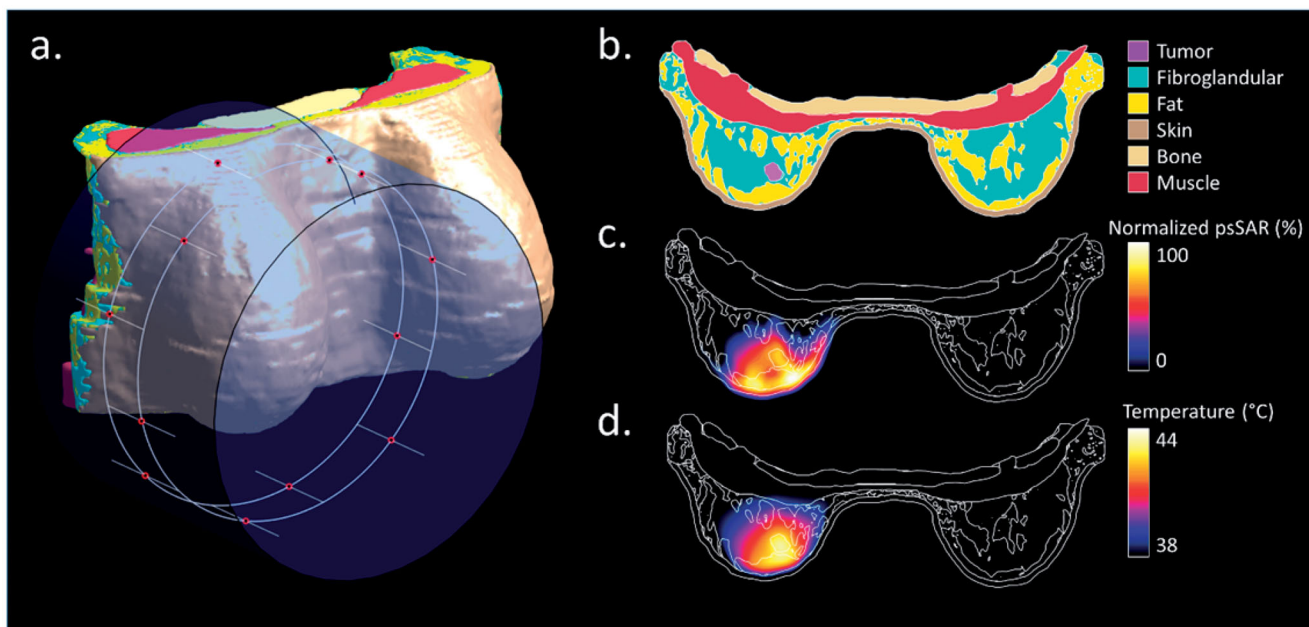 a.
b.
Tumor
Fibroglandular
Fat
Skin
Bone
Muscle
c.
Normalized psSAR (%)
100
0
d.
Temperature (°C)
44
38